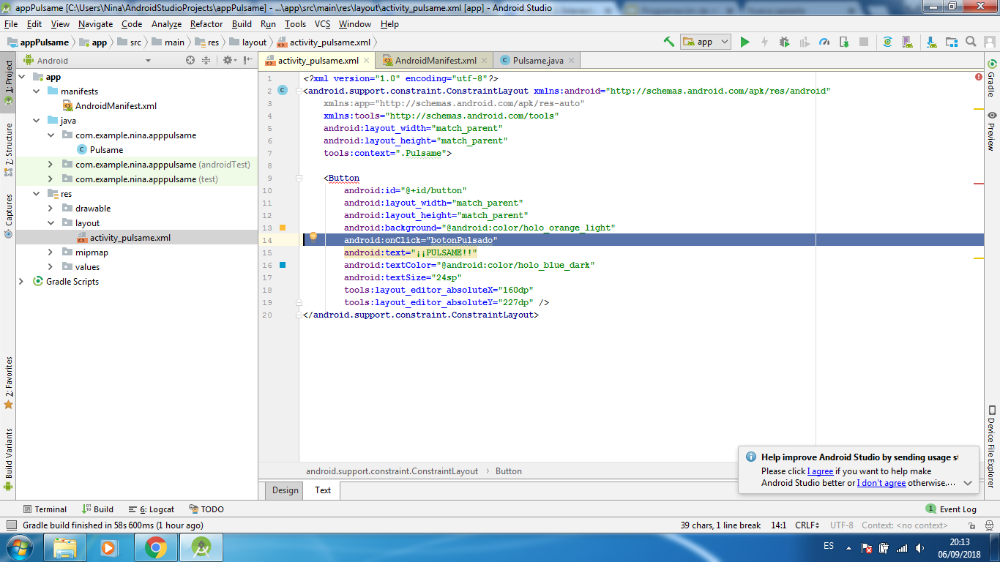 appPulsame [C:\Users\Nina\AndroidStudioProjects\appPulsame] - ...\app\src\main\res\layout\activity_pulsame.xml [app] - Android Studio
File Edit View Navigate Code Analyze Refactor Build Run Tools VCS Window Help
appPulsame app src main res layout activity_pulsame.xml
app
Android
activity_pulsame.xml AndroidManifest.xml Pulsame.java
1: Project
7: Structure
Captures
2: Favorites
Build Variants
app
manifests
AndroidManifest.xml
java
com.example.nina.apppulsame
Pulsame
com.example.nina.apppulsame (androidTest)
com.example.nina.apppulsame (test)
res
drawable
layout
activity_pulsame.xml
mipmap
values
Gradle Scripts
1 <?xml version="1.0" encoding="utf-8"?>
2 <android.support.constraint.ConstraintLayout xmlns:android="http://schemas.android.com/apk/res/android"
3 xmlns:app="http://schemas.android.com/apk/res-auto"
4 xmlns:tools="http://schemas.android.com/tools"
5 android:layout_width="match_parent"
6 android:layout_height="match_parent"
7 tools:context=".Pulsame">
8
9 <Button
10 android:id="@+id/button"
11 android:layout_width="match_parent"
12 android:layout_height="match_parent"
13 android:background="@android:color/holo_orange_light"
14 android:onClick="botonPulsado"
15 android:text="¡¡PULSAME!!"
16 android:textColor="@android:color/holo_blue_dark"
17 android:textSize="24sp"
18 tools:layout_editor_absoluteX="160dp"
19 tools:layout_editor_absoluteY="227dp" />
20 </android.support.constraint.ConstraintLayout>
Gradle
Preview
Device File Explorer
Help improve Android Studio by sending usage st
Please click I agree if you want to help make
Android Studio better or I don't agree otherwise....
android.support.constraint.ConstraintLayout Button
Design Text
Terminal Build 6: Logcat TODO
1 Event Log
Gradle build finished in 58s 600ms (1 hour ago)
39 chars, 1 line break 14:1 CRLF UTF-8 Context: <no context>
ES
20:13
06/09/2018